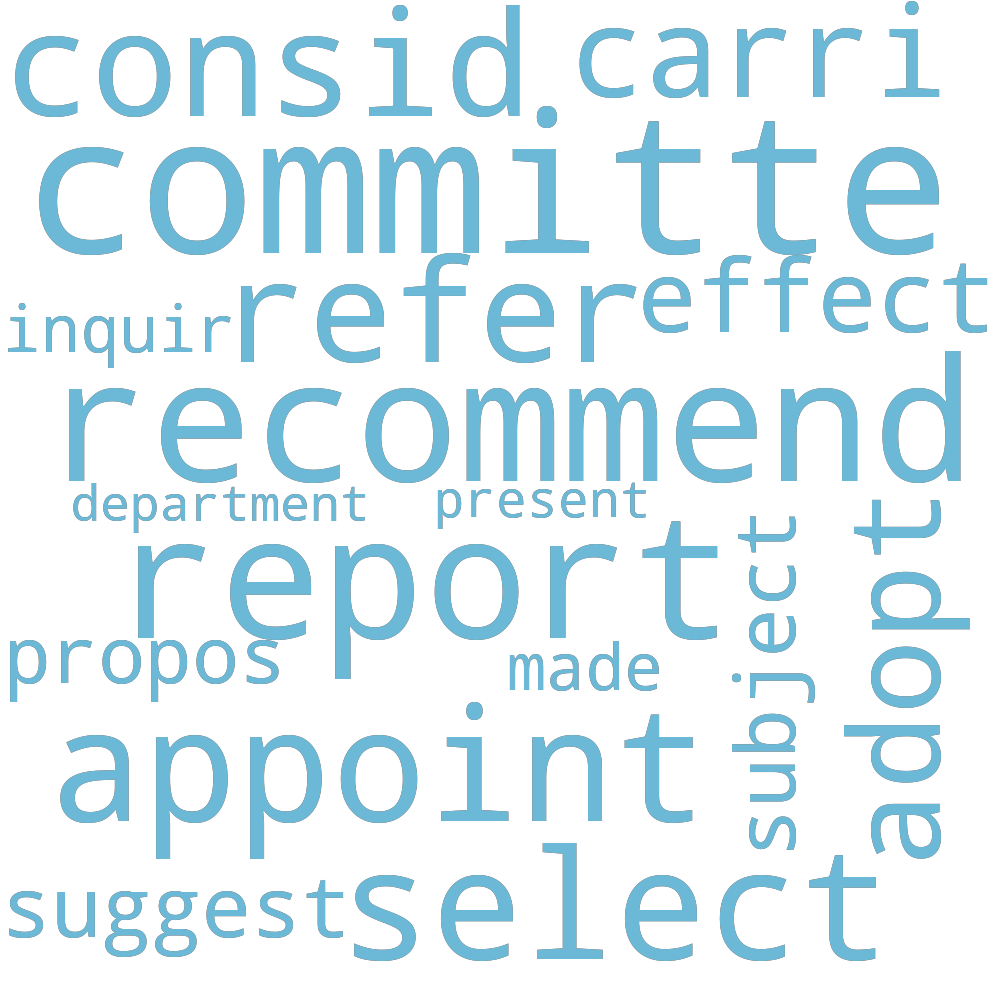 consid carri
committe
inquir refer effect
recommend
department present
report
subject
adopt
propos made
appoint
suggest select